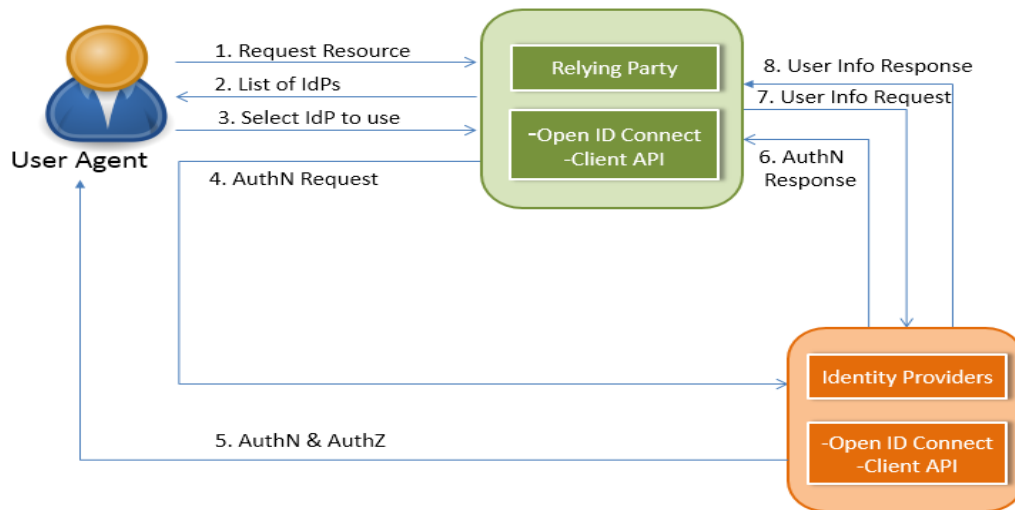 1. Request Resource
2. List of IdPs
3. Select IdP to use
User Agent
4. AuthN Request
Relying Party
-Open ID Connect
-Client API
8. User Info Response
7. User Info Request
6. AuthN
Response
Identity Providers
-Open ID Connect
-Client API
5. AuthN & AuthZ